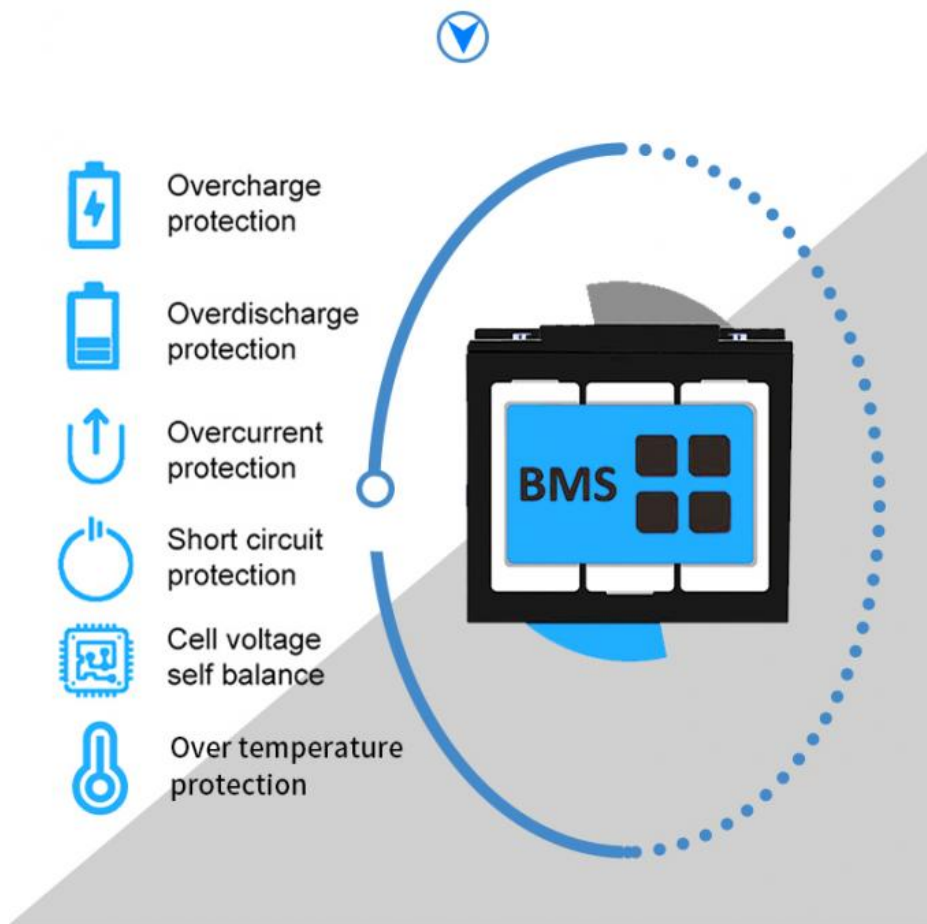 Overcharge
protection
Overdischarge
protection
Overcurrent
protection
Short circuit
protection
Cell voltage
self balance
Over temperature
protection
BMS